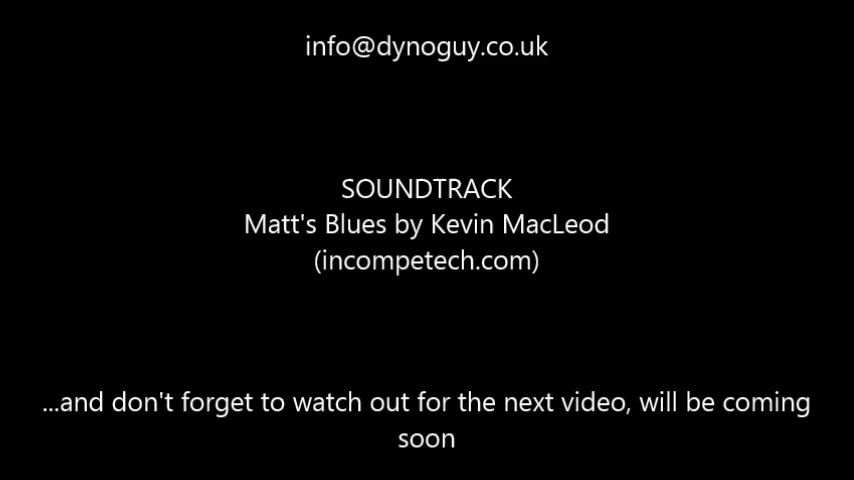 info@dynoguy.co.uk
SOUNDTRACK
Matt's Blues by Kevin MacLeod
(incompetech.com)
...and don't forget to watch out for the next video, will be coming
soon